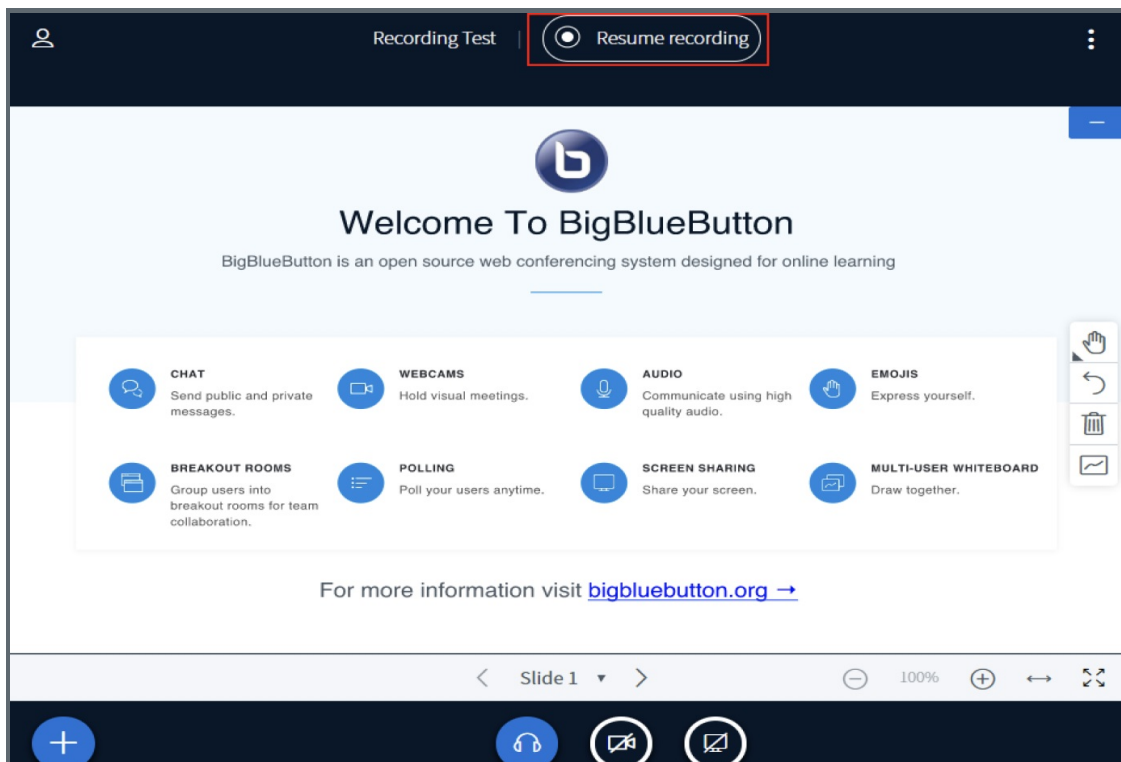 Recording Test | Resume recording
b
Welcome To BigBlueButton
BigBlueButton is an open source web conferencing system designed for online learning
CHAT
Send public and private
messages.
WEBCAMS
Hold visual meetings.
AUDIO
Communicate using high
quality audio.
EMOJIS
Express yourself.
BREAKOUT ROOMS
Group users into
breakout rooms for team
collaboration.
POLLING
Poll your users anytime.
SCREEN SHARING
Share your screen.
MULTI-USER WHITEBOARD
Draw together.
For more information visit bigbluebutton.org →
Slide 1
100%